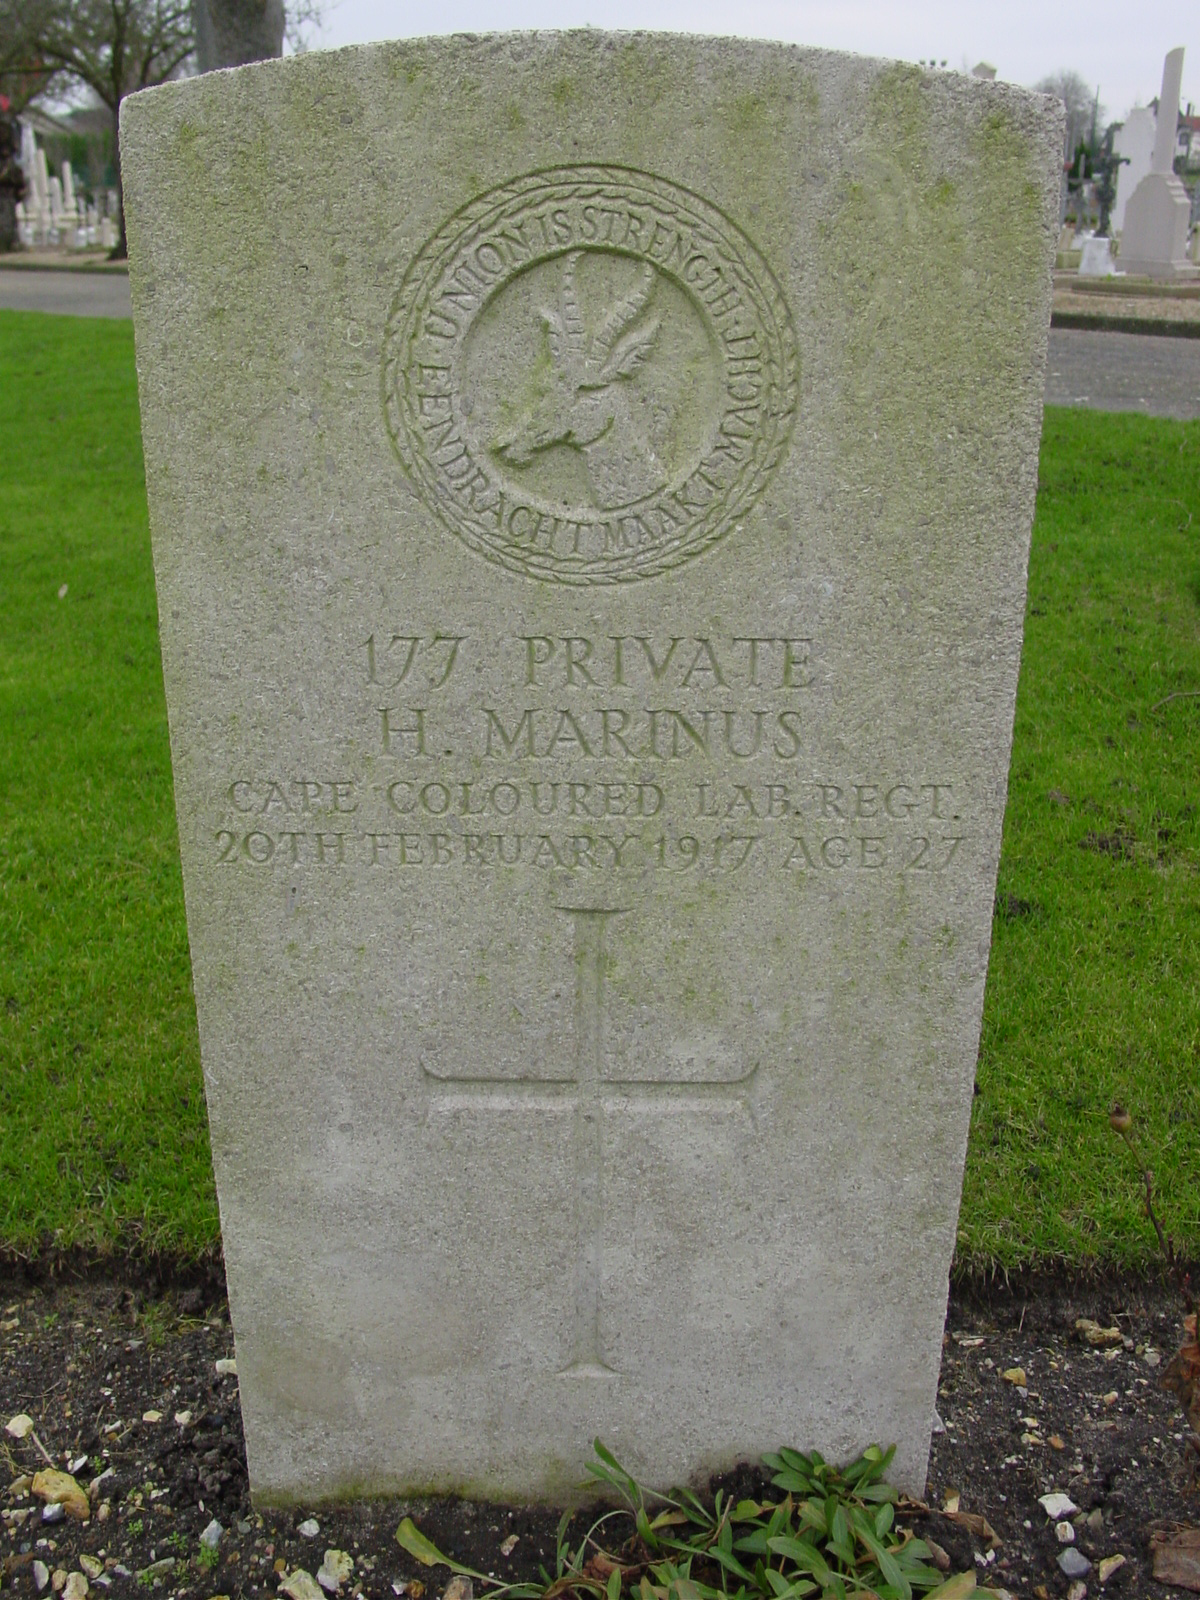 UNION IS STRENGTH · EENDRACHT MAAKT MACHT ·
177 PRIVATE
H. MARINUS
CAPE COLOURED LAB. REGT.
20TH FEBRUARY 1917 AGE 27